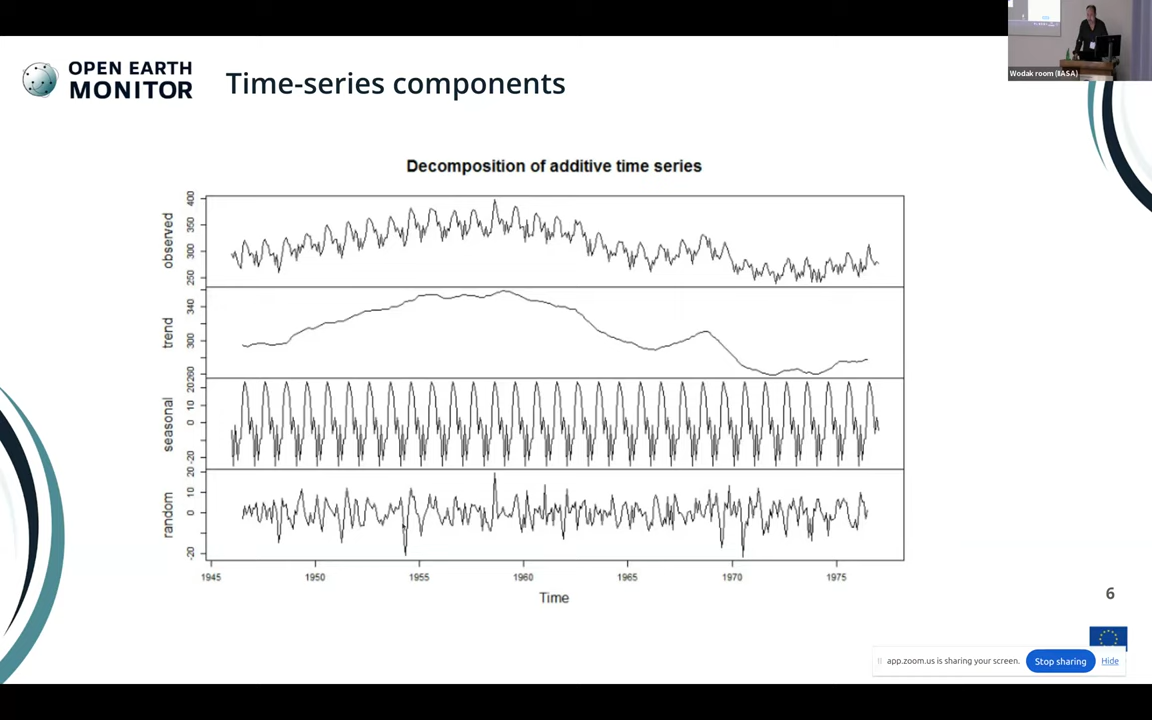 Wodak room (IIASA)
OPEN EARTH
MONITOR
Time-series components
Decomposition of additive time series
observed
400
350
300
250
trend
340
300
260
seasonal
20
10
0
-20
random
20
10
0
-20
1945 1950 1955 1960 1965 1970 1975
Time
6
app.zoom.us is sharing your screen. Stop sharing Hide